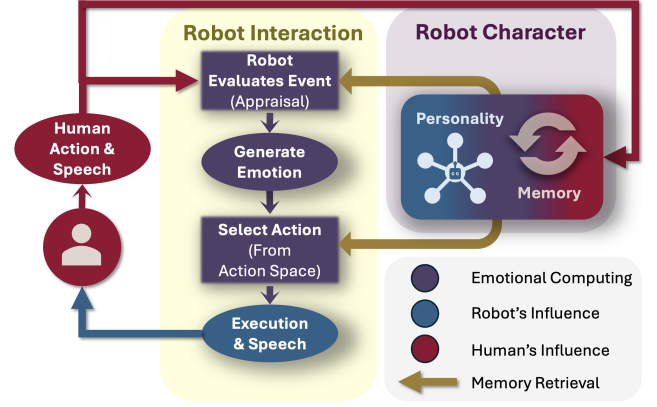 Robot Interaction
Robot Character
Robot
Evaluates Event
(Appraisal)
Human
Action &
Speech
Personality
Memory
Generate
Emotion
Select Action
(From
Action Space)
Execution
& Speech
Emotional Computing
Robot's Influence
Human's Influence
Memory Retrieval